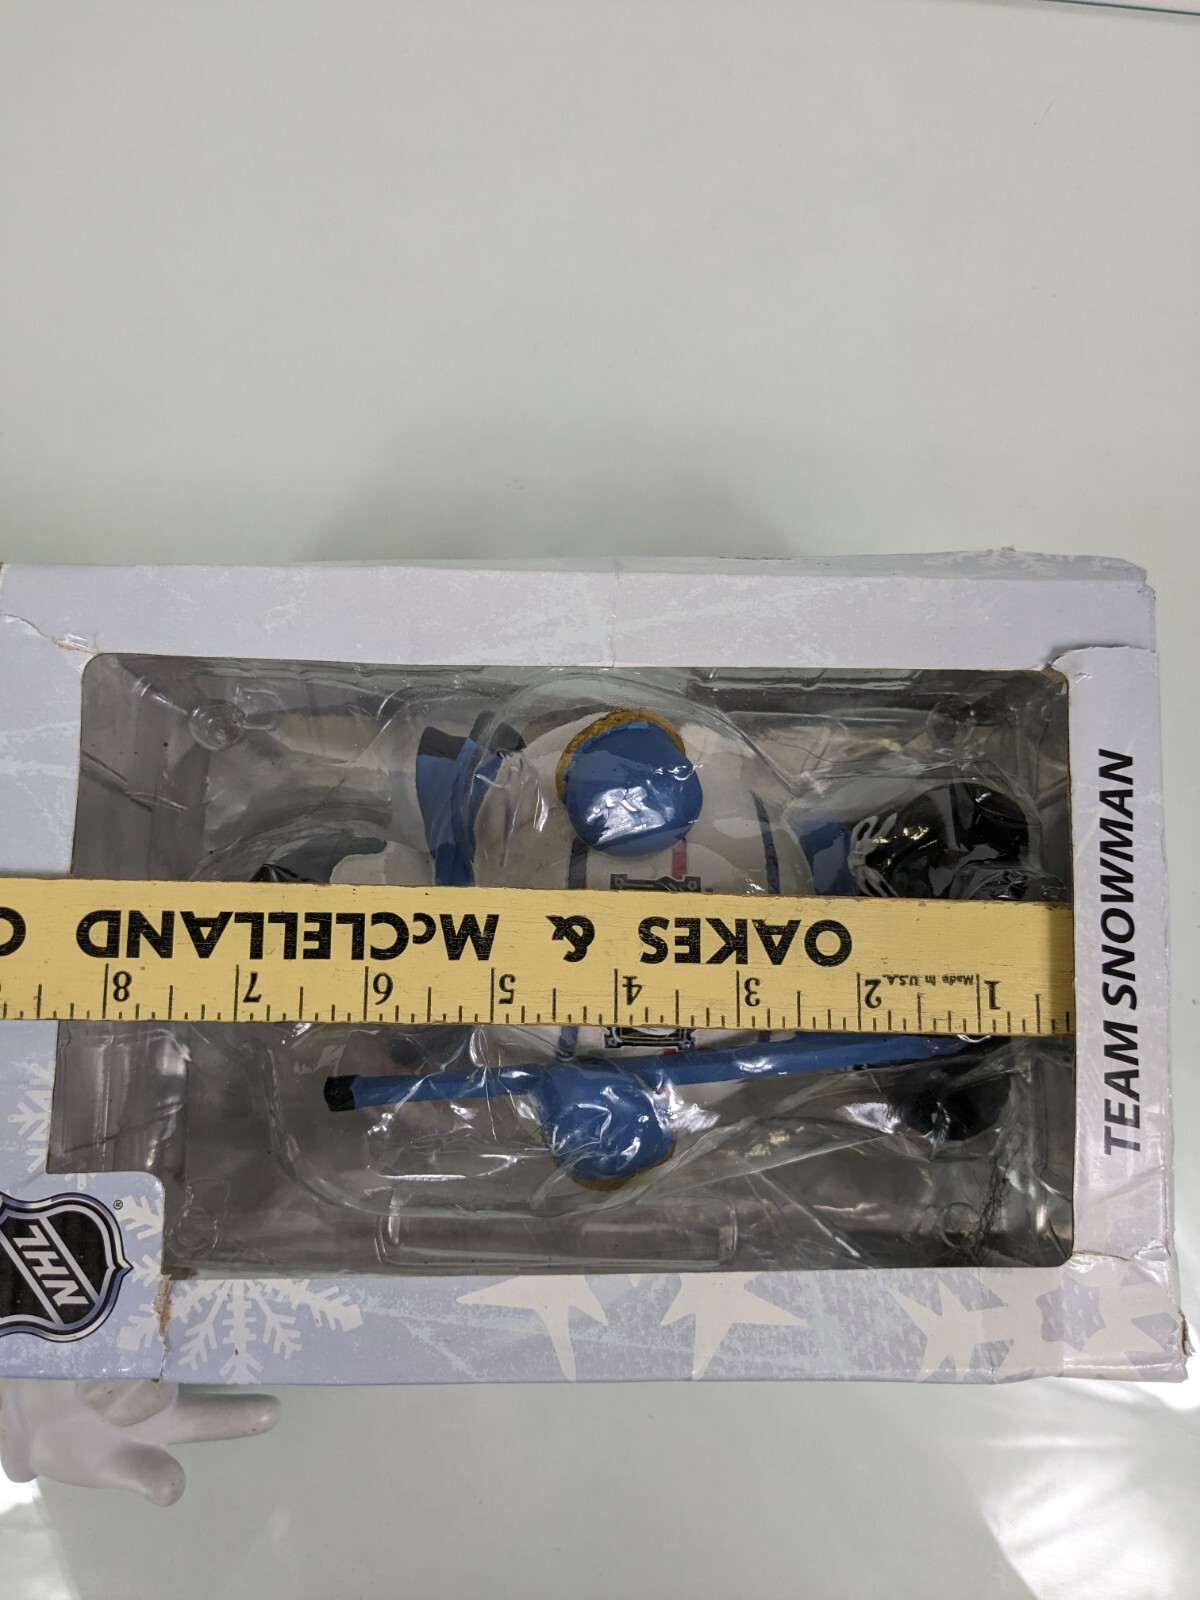 OAKES & McCLELLAND C
1 Made In U.S.A. 2 3 4 5 6 7 8
TEAM SNOWMAN
NHL ®